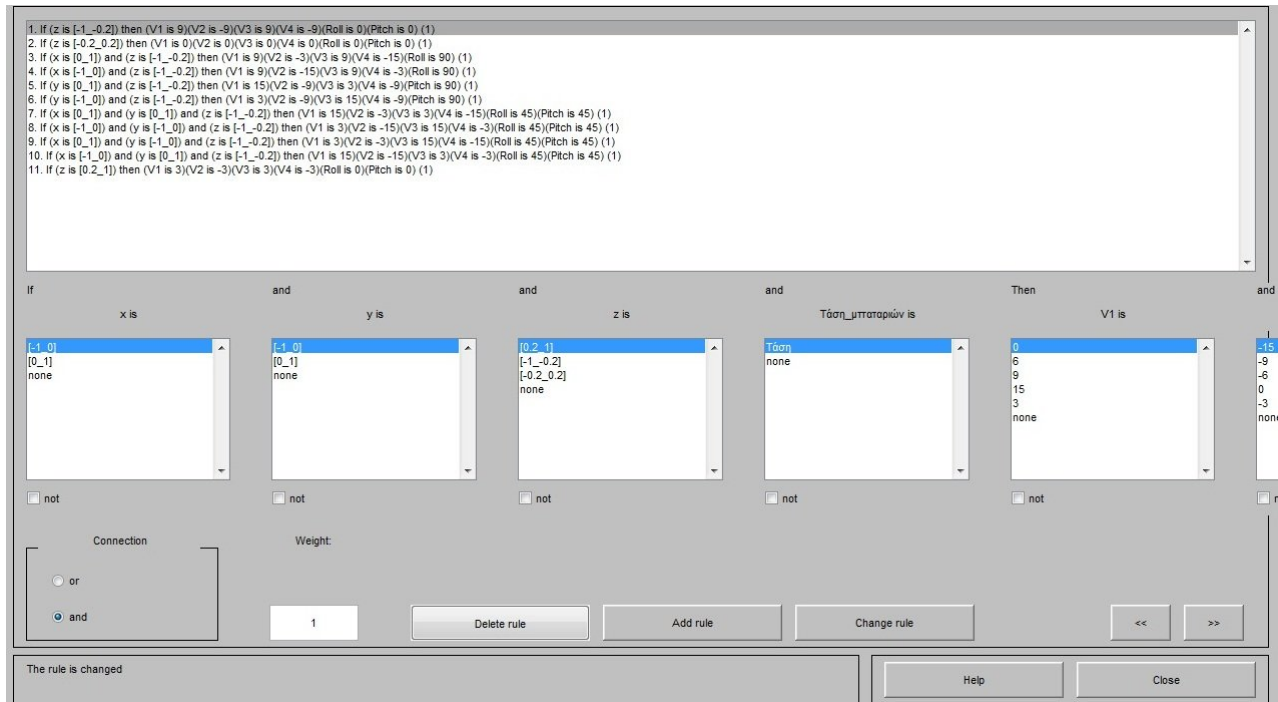 1. If (z is [-1_-0.2]) then (V1 is 9)(V2 is -9)(V3 is 9)(V4 is -9)(Roll is 0)(Pitch is 0) (1)
2. If (z is [-0.2_0.2]) then (V1 is 0)(V2 is 0)(V3 is 0)(V4 is 0)(Roll is 0)(Pitch is 0) (1)
3. If (x is [0_1]) and (z is [-1_-0.2]) then (V1 is 9)(V2 is -3)(V3 is 9)(V4 is -15)(Roll is 90) (1)
4. If (x is [-1_0]) and (z is [-1_-0.2]) then (V1 is 9)(V2 is -15)(V3 is 9)(V4 is -3)(Roll is 90) (1)
5. If (y is [0_1]) and (z is [-1_-0.2]) then (V1 is 15)(V2 is -9)(V3 is 3)(V4 is -9)(Pitch is 90) (1)
6. If (y is [-1_0]) and (z is [-1_-0.2]) then (V1 is 3)(V2 is -9)(V3 is 15)(V4 is -9)(Pitch is 90) (1)
7. If (x is [0_1]) and (y is [0_1]) and (z is [-1_-0.2]) then (V1 is 15)(V2 is -3)(V3 is 3)(V4 is -15)(Roll is 45)(Pitch is 45) (1)
8. If (x is [-1_0]) and (y is [-1_0]) and (z is [-1_-0.2]) then (V1 is 3)(V2 is -15)(V3 is 15)(V4 is -3)(Roll is 45)(Pitch is 45) (1)
9. If (x is [0_1]) and (y is [-1_0]) and (z is [-1_-0.2]) then (V1 is 3)(V2 is -3)(V3 is 15)(V4 is -15)(Roll is 45)(Pitch is 45) (1)
10. If (x is [-1_0]) and (y is [0_1]) and (z is [-1_-0.2]) then (V1 is 15)(V2 is -15)(V3 is 3)(V4 is -3)(Roll is 45)(Pitch is 45) (1)
11. If (z is [0.2_1]) then (V1 is 3)(V2 is -3)(V3 is 3)(V4 is -3)(Roll is 0)(Pitch is 0) (1)
If and and and Then and
x is y is z is Τάση_μπαταριών is V1 is
[-1_0] [-1_0] [0.2_1] Τάση 0 -15
[0_1] [0_1] [-1_-0.2] none 6 -9
none none [-0.2_0.2] 9 -6
none 15 0
3 -3
none none
not not not not not
Connection Weight:
or
and 1 Delete rule Add rule Change rule << >>
The rule is changed Help Close